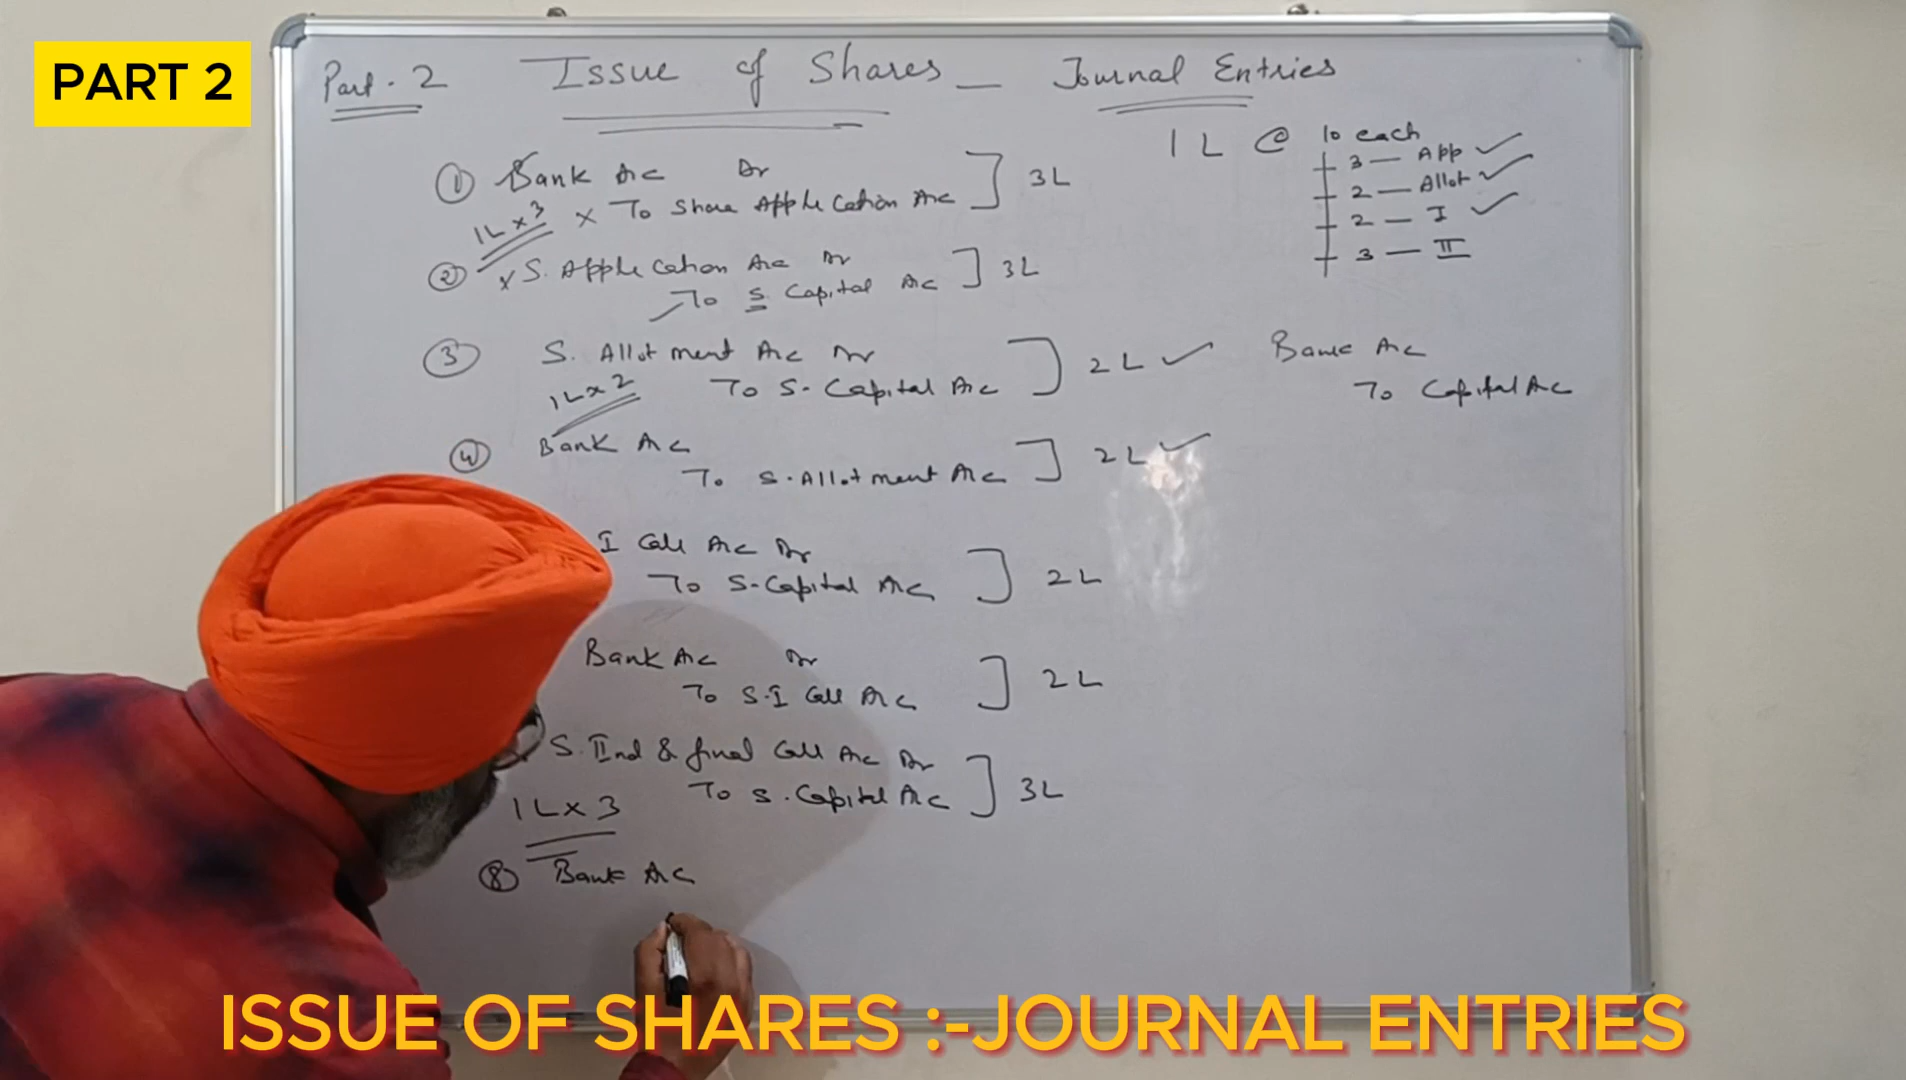 PART 2
Part. 2 Issue of Shares _ Journal Entries
1 L @ 10 each
3 — App ✓
2 — Allot ✓
2 — I ✓
3 — II
① Bank A/c Dr
1L x 3 x To Share Application A/c ] 3L
② x S. Application A/c Dr
To S. Capital A/c ] 3L
③ S. Allotment A/c Dr
1L x 2 To S. Capital A/c ] 2L ✓
Bank A/c
To Capital A/c
④ Bank A/c
To S. Allotment A/c ] 2L ✓
I Call A/c Dr
To S-Capital A/c ] 2L
Bank A/c Dr
To S.I Call A/c ] 2L
S. IInd & final Call A/c Dr
1L x 3 To S. Capital A/c ] 3L
⑧ Bank A/c
ISSUE OF SHARES :-JOURNAL ENTRIES